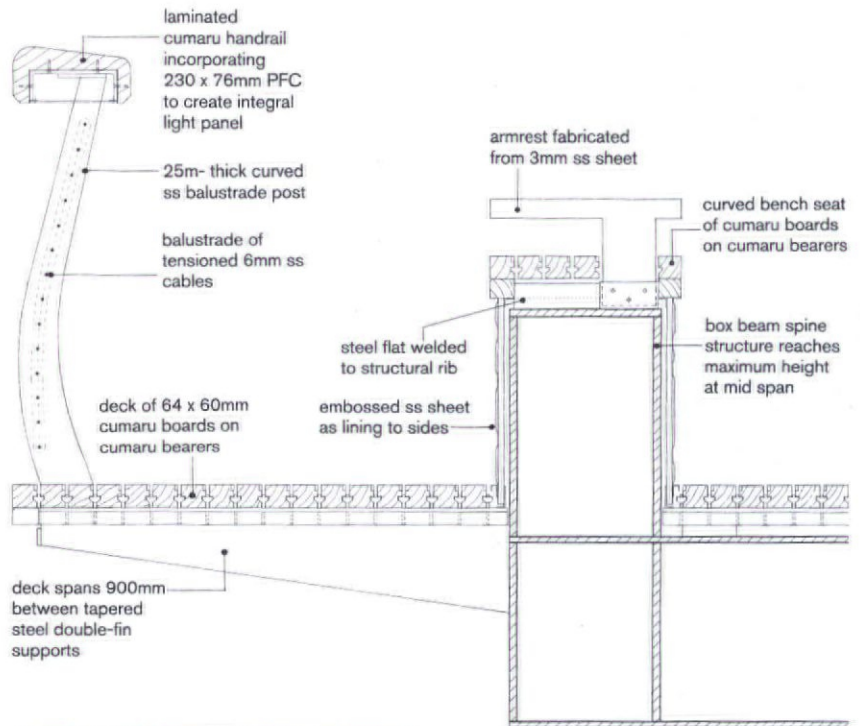 laminated
cumaru handrail
incorporating
230 x 76mm PFC
to create integral
light panel
25m- thick curved
ss balustrade post
balustrade of
tensioned 6mm ss
cables
deck of 64 x 60mm
cumaru boards on
cumaru bearers
deck spans 900mm
between tapered
steel double-fin
supports
armrest fabricated
from 3mm ss sheet
steel flat welded
to structural rib
embossed ss sheet
as lining to sides
curved bench seat
of cumaru boards
on cumaru bearers
box beam spine
structure reaches
maximum height
at mid span